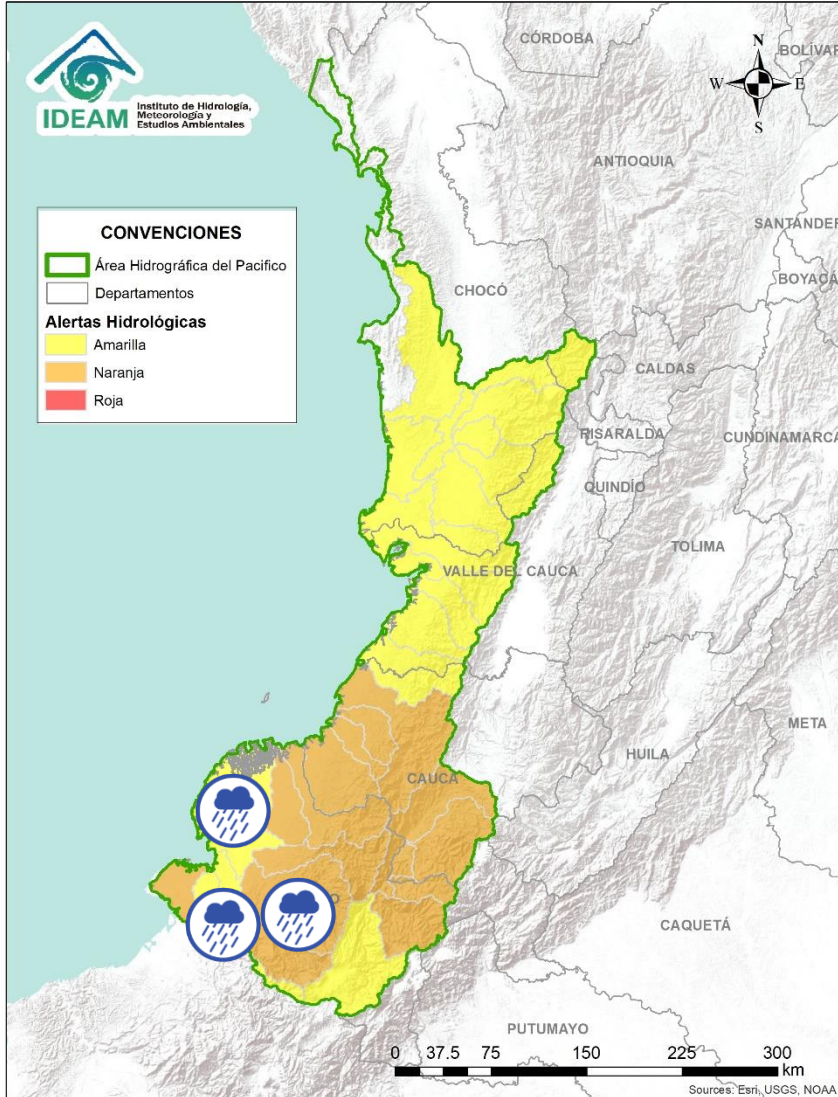 CÓRDOBA
BOLÍVAR
N
W
E
S
IDEAM
Instituto de Hidrología,
Meteorología y
Estudios Ambientales
ANTIOQUIA
SANTANDER
BOYACÁ
CONVENCIONES
Área Hidrográfica del Pacifico
Departamentos
Alertas Hidrológicas
Amarilla
Naranja
Roja
CHOCÓ
CALDAS
RISARALDA
CUNDINAMARCA
QUINDÍO
TOLIMA
VALLE DEL CAUCA
META
HUILA
CAUCA
CAQUETÁ
PUTUMAYO
0 37.5 75 150 225 300
km
Sources: Esri, USGS, NOAA